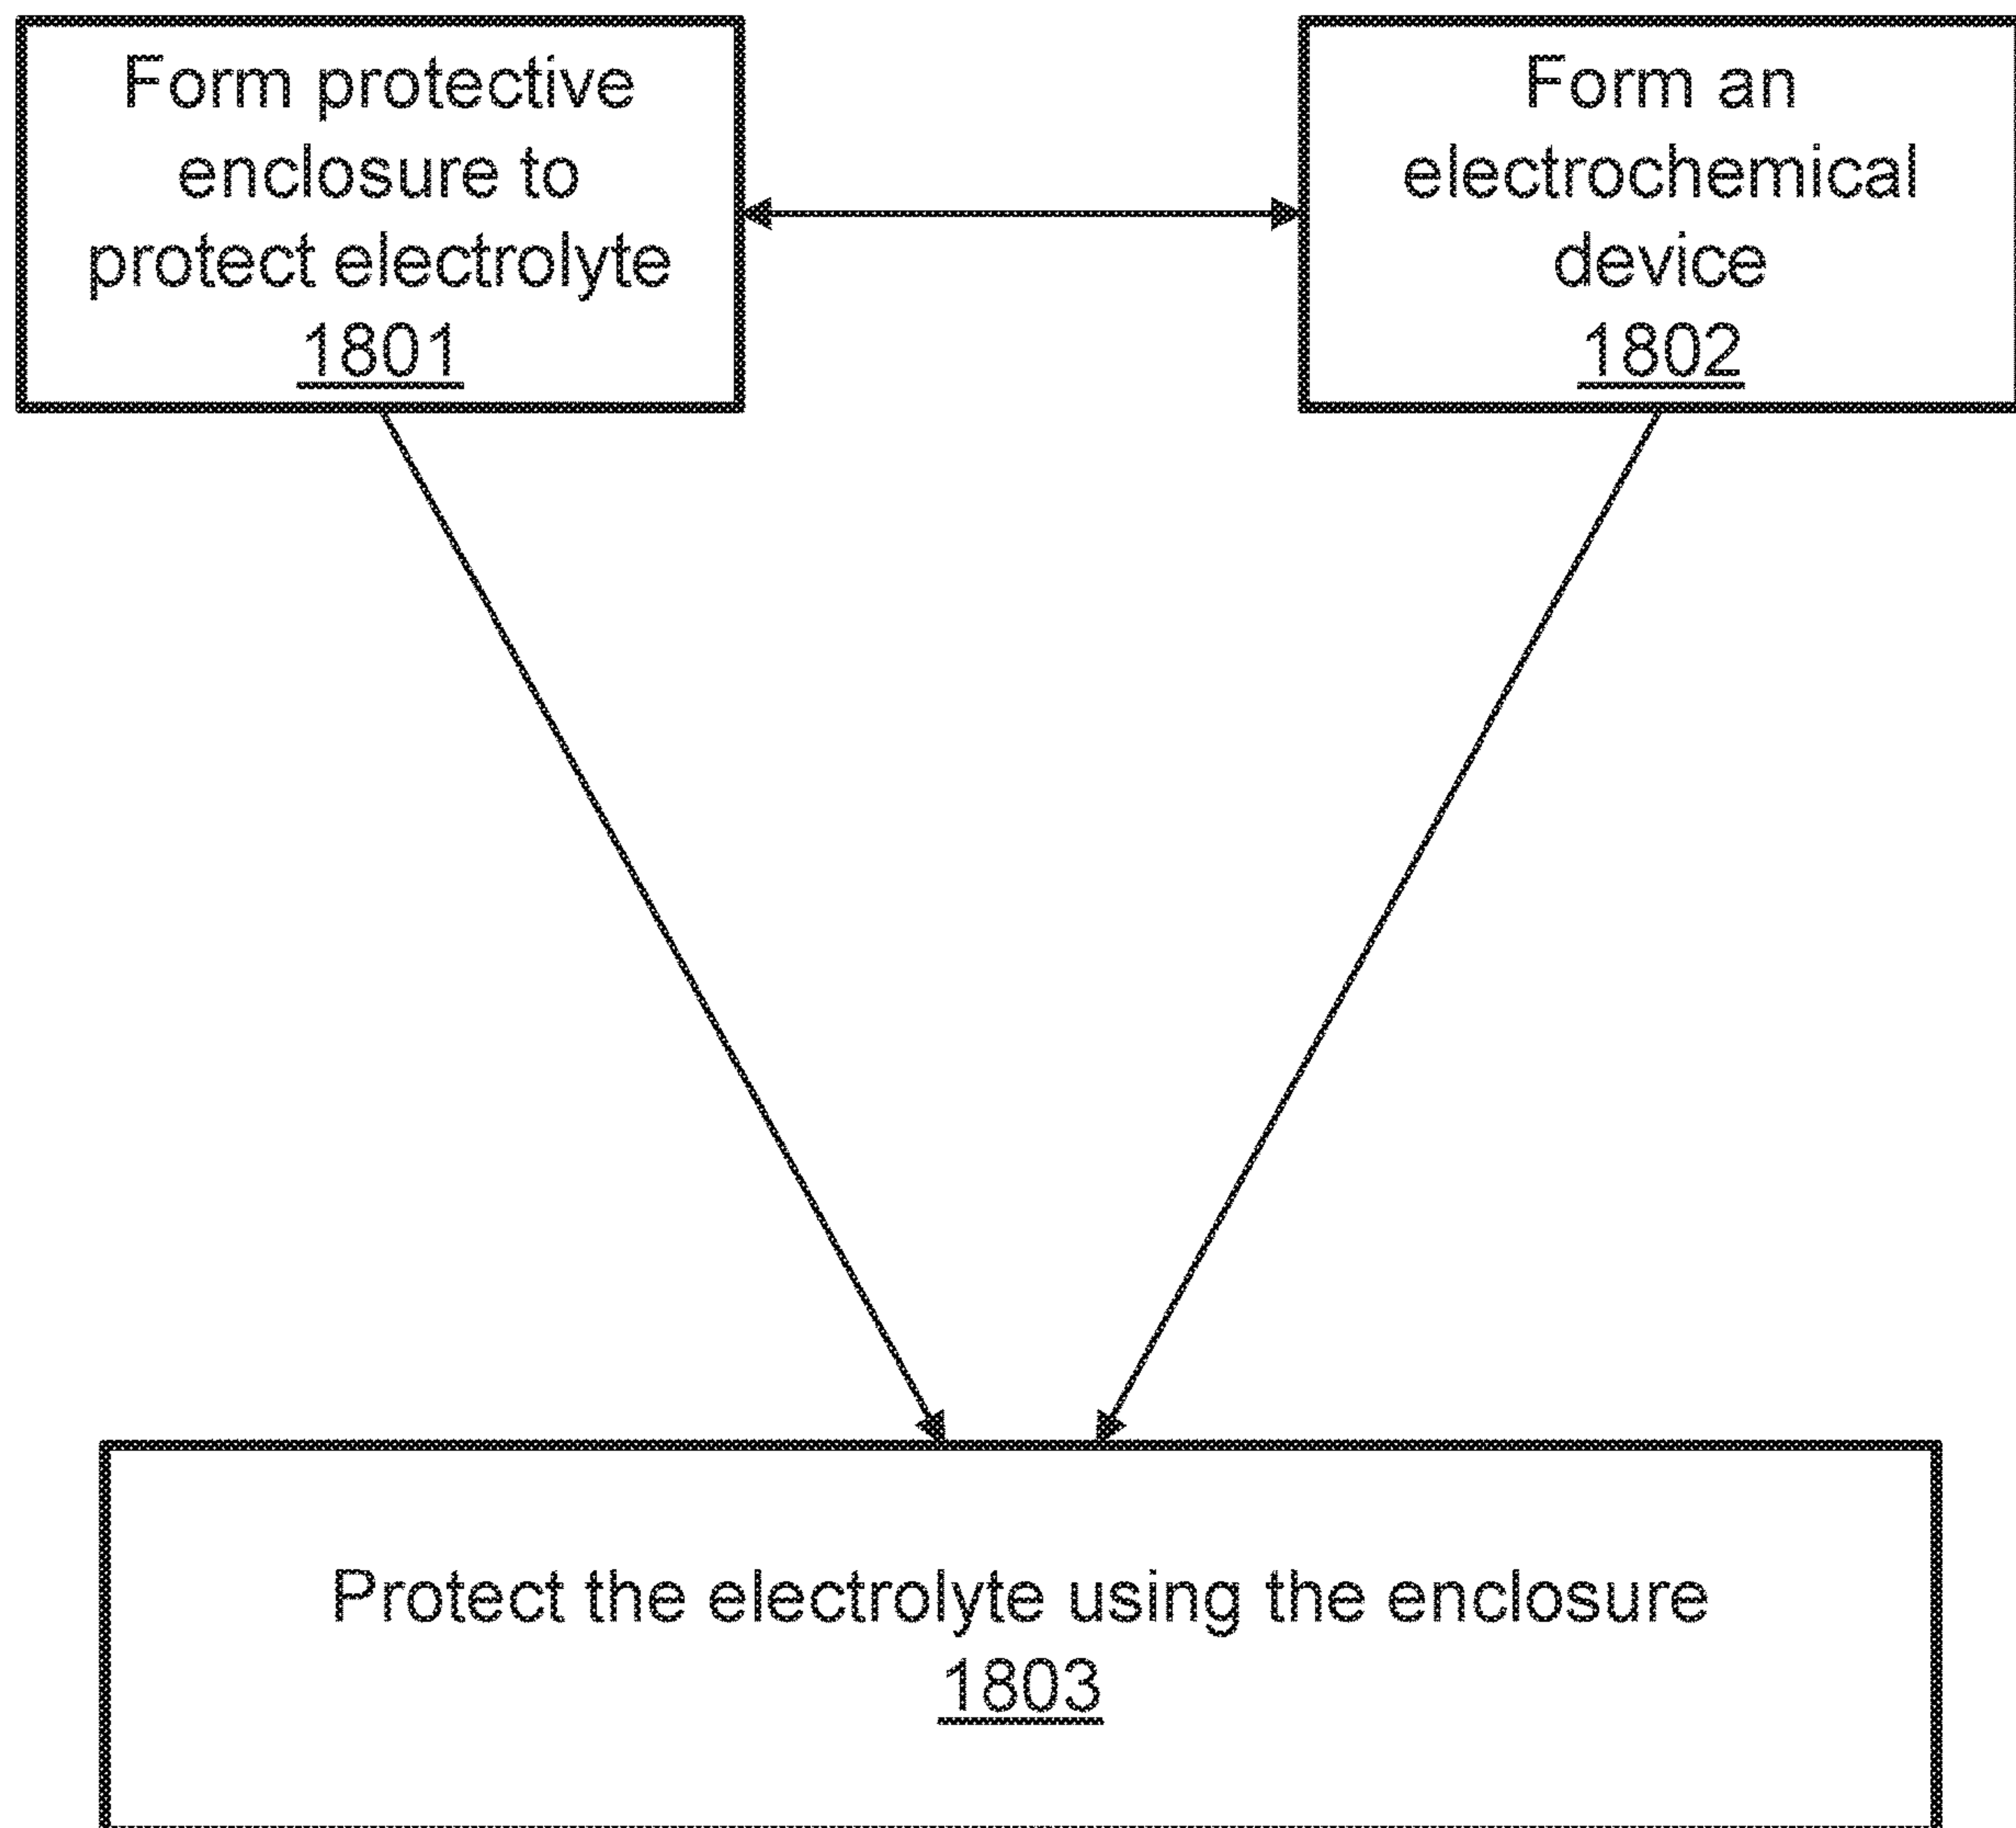 Form protective
enclosure to
protect electrolyte
1801
Form an
electrochemical
device
1802
Protect the electrolyte using the enclosure
1803